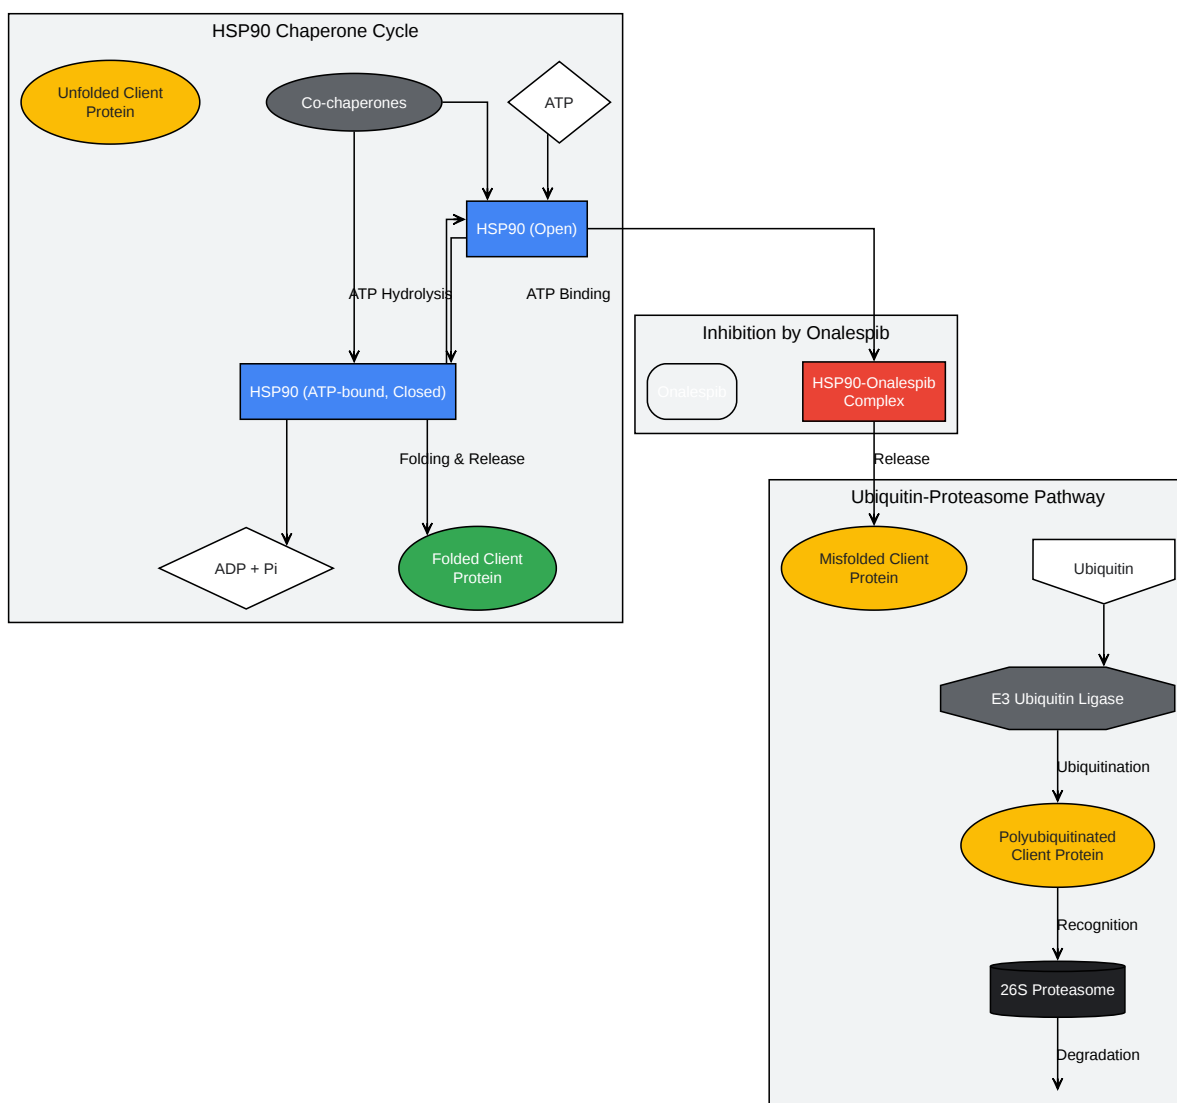 HSP90 Chaperone Cycle
Unfolded Client
Protein
Co-chaperones
ATP
HSP90 (Open)
ATP Hydrolysis
ATP Binding
Inhibition by Onalespib
HSP90 (ATP-bound, Closed)
Onalespib
HSP90-Onalespib
Complex
Folding & Release
Release
Ubiquitin-Proteasome Pathway
ADP + Pi
Folded Client
Protein
Misfolded Client
Protein
Ubiquitin
E3 Ubiquitin Ligase
Ubiquitination
Polyubiquitinated
Client Protein
Recognition
26S Proteasome
Degradation